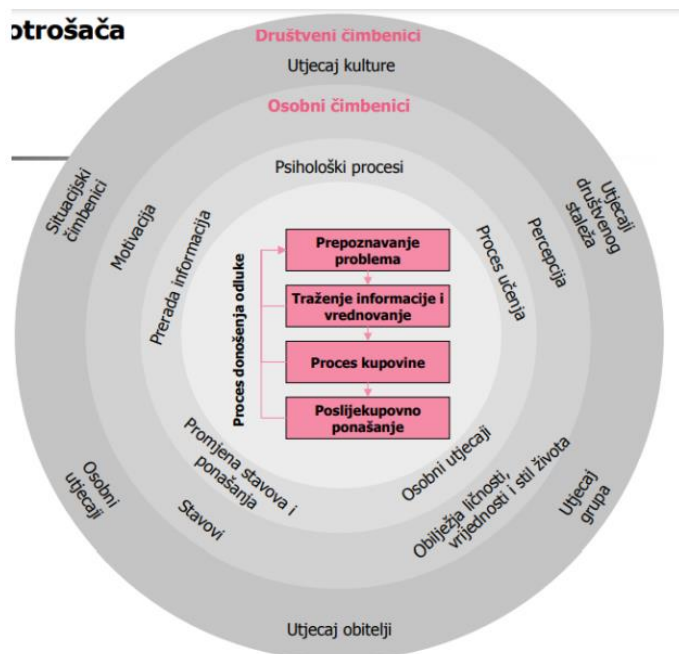 otrošača
Društveni čimbenici
Utjecaj kulture
Osobni čimbenici
Psihološki procesi
Situacijski
čimbenici
Motivacija
Prerada informacija
Proces učenja
Percepcija
Utjecaji
društvenog
staleža
Proces donošenja odluke
Prepoznavanje
problema
Traženje informacije i
vrednovanje
Proces kupovine
Poslijekupovno
ponašanje
Promjena stavova i
ponašanja
Osobni utjecaji
Osobni
utjecaji
Stavovi
Obilježja ličnosti,
vrijednosti i stil života
Utjecaj
grupa
Utjecaj obitelji